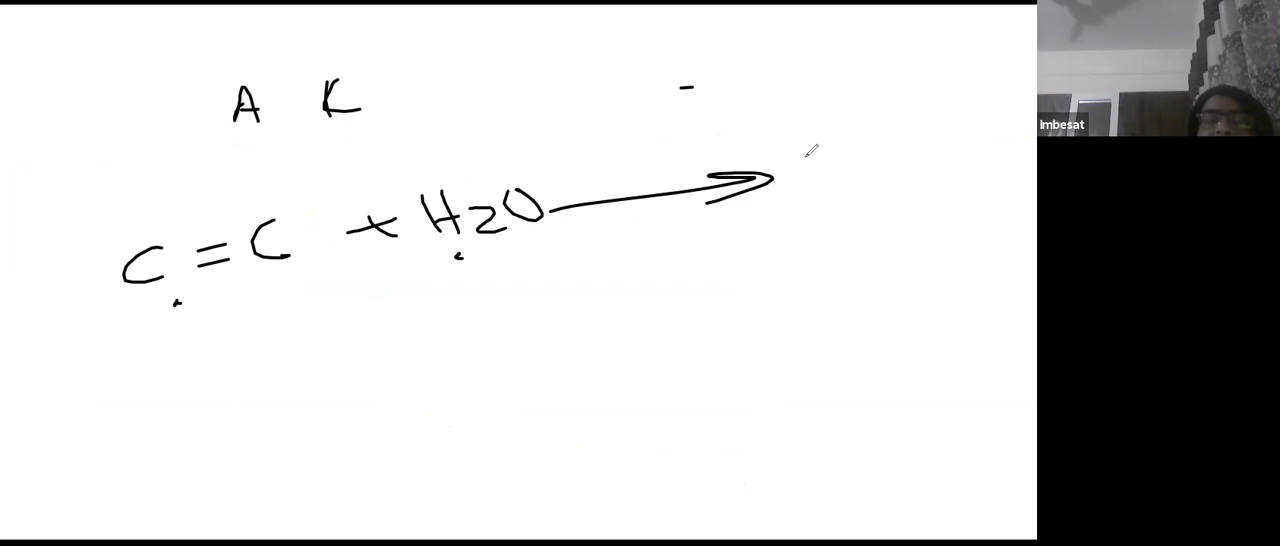 A K -
Imbesat
C = C + H2O →